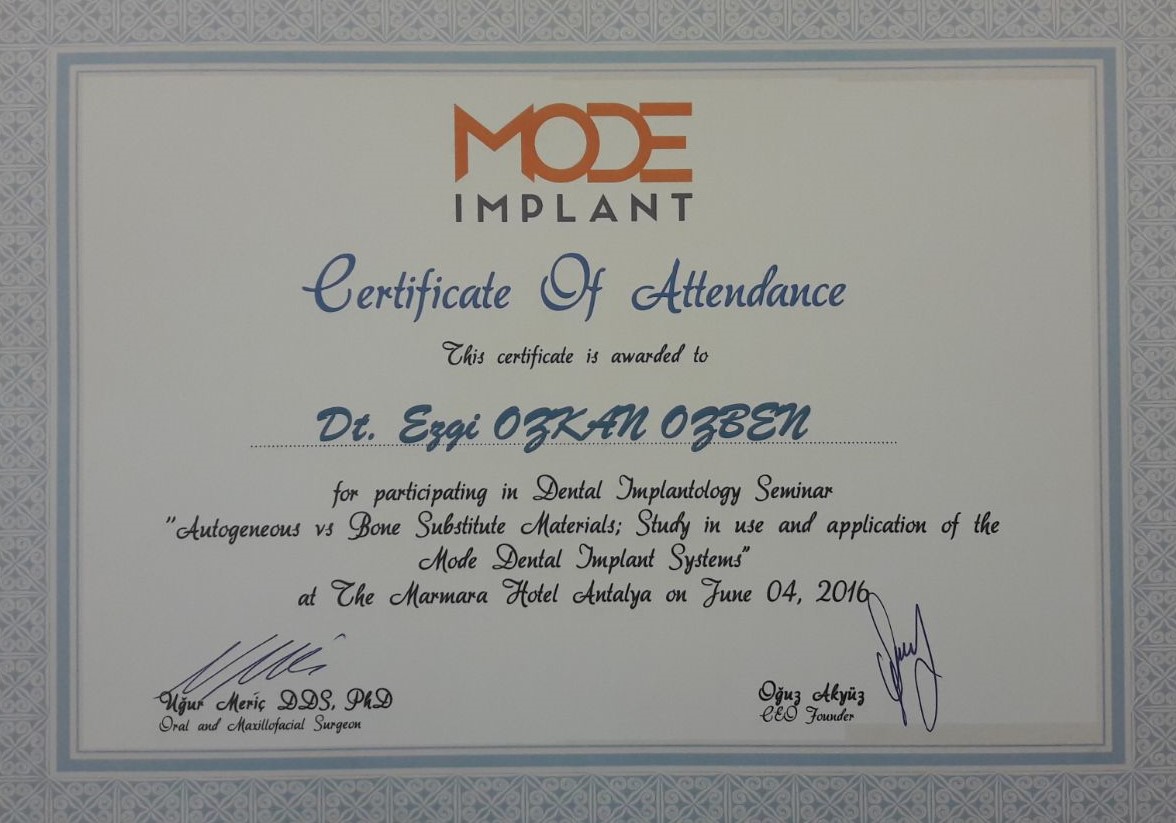 MODE
IMPLANT
Certificate Of Attendance
This certificate is awarded to
Dt. Ezgi OZKAN OZBEN
for participating in Dental Implantology Seminar
"Autogeneous vs Bone Substitute Materials; Study in use and application of the
Mode Dental Implant Systems"
at The Marmara Hotel Antalya on June 04, 2016
Uğur Meriç DDS, PhD
Oral and Maxillofacial Surgeon
Oğuz Akyüz
CEO Founder